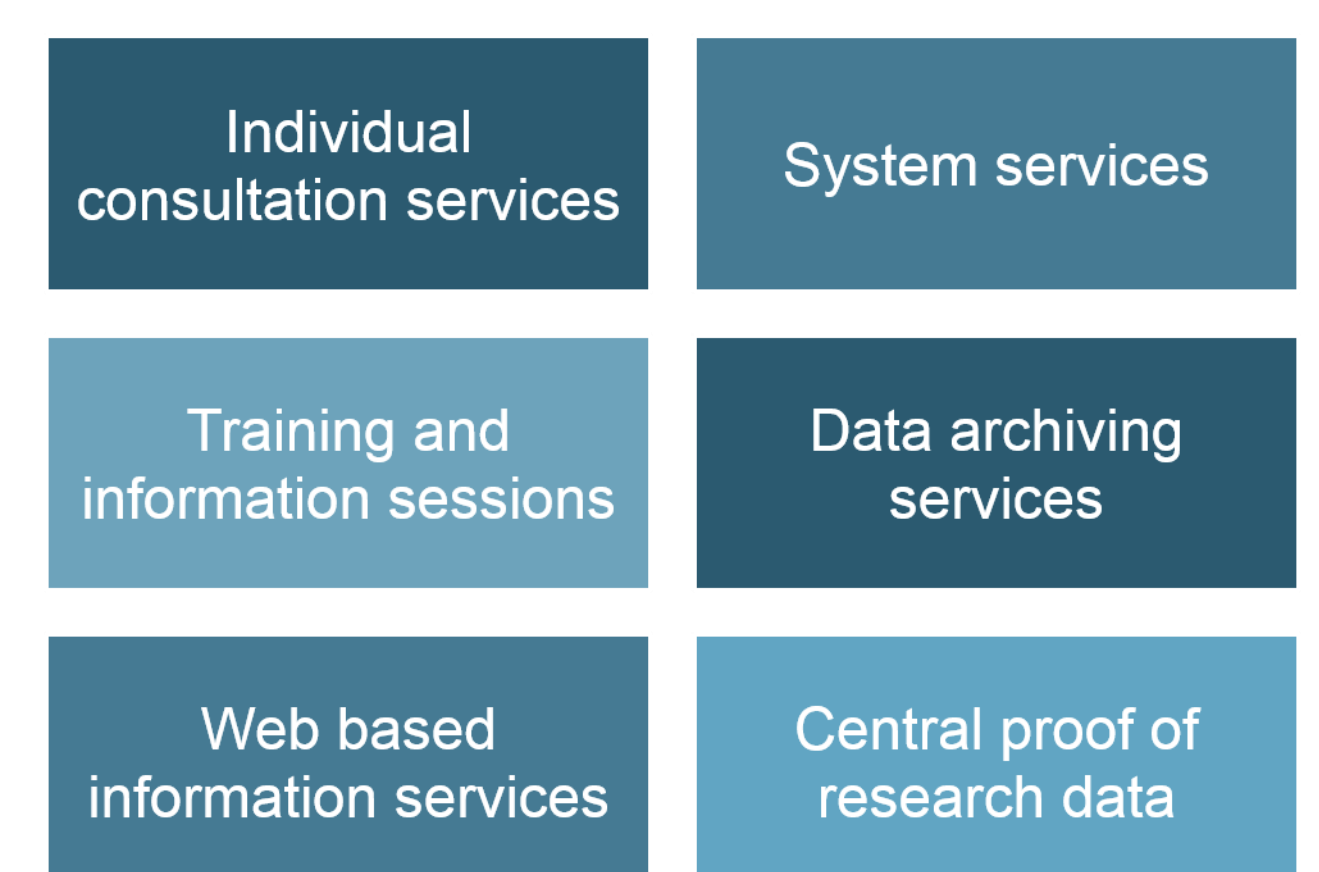 Individual
consultation services
System services
Training and
information sessions
Data archiving
services
Web based
information services
Central proof of
research data